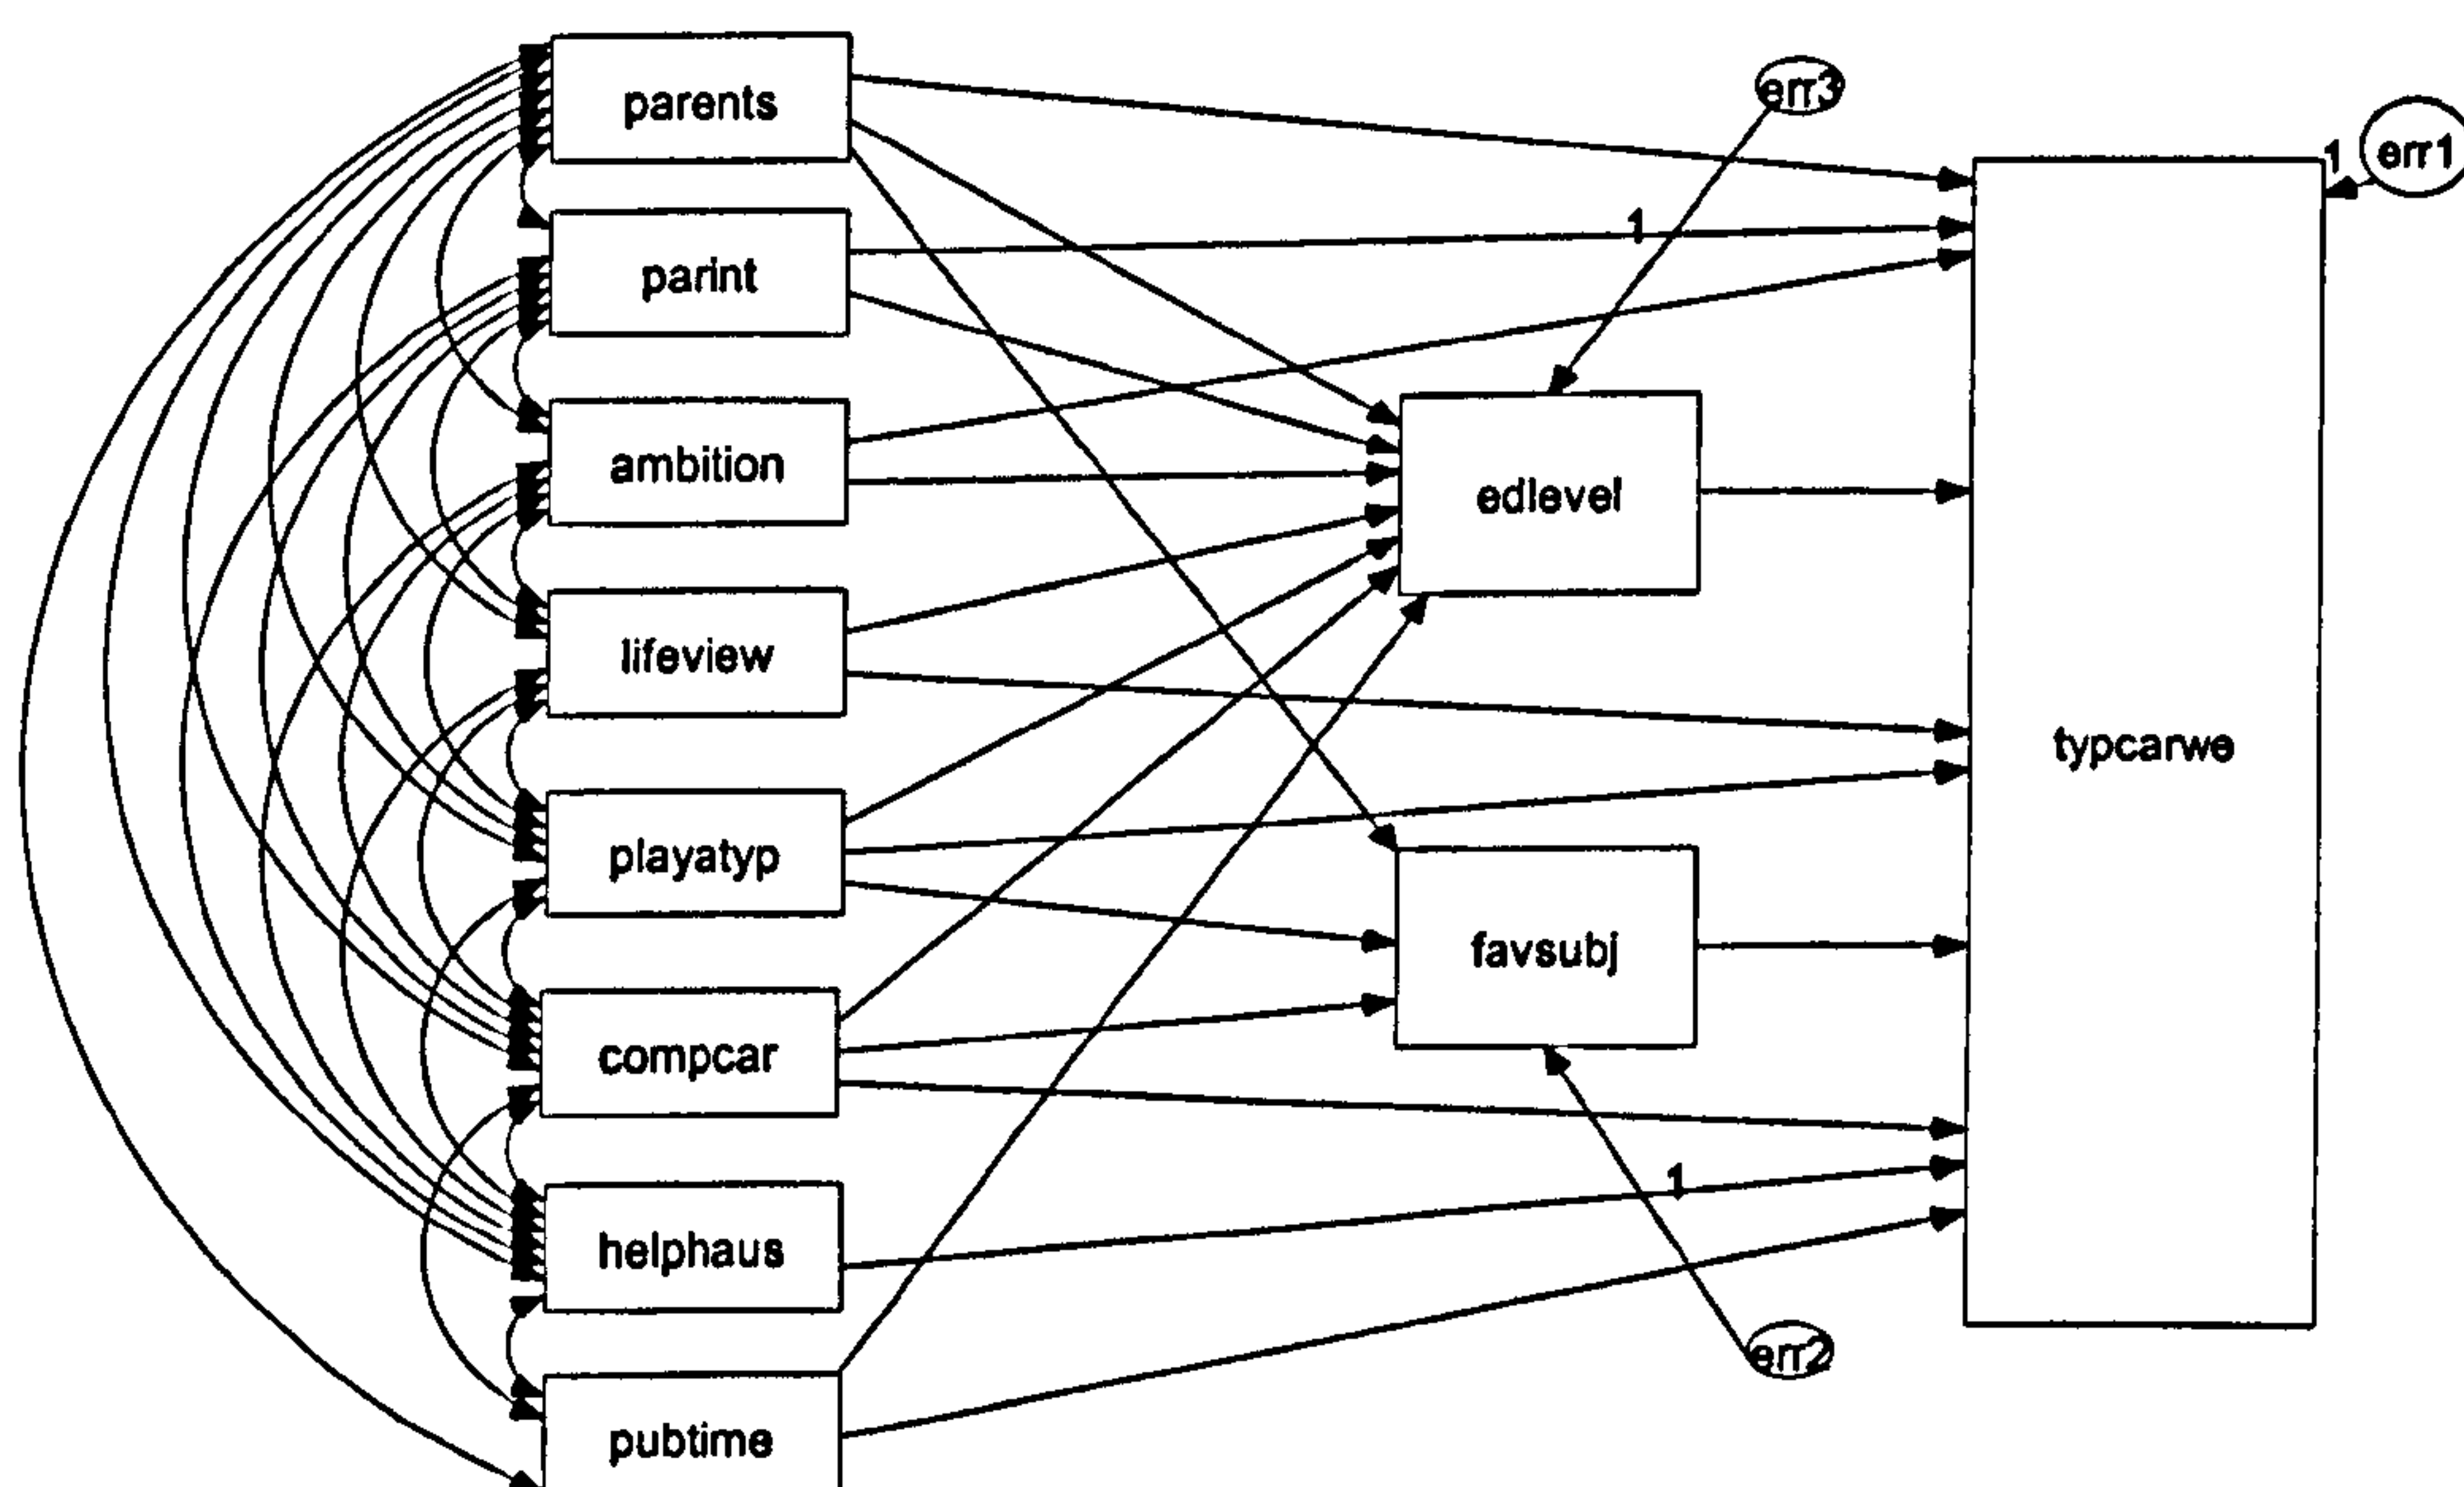 parents
err3
1
err1
parint
1
ambition
edlevel
lifeview
typcarwe
playatyp
favsubj
compcar
1
helphaus
err2
pubtime